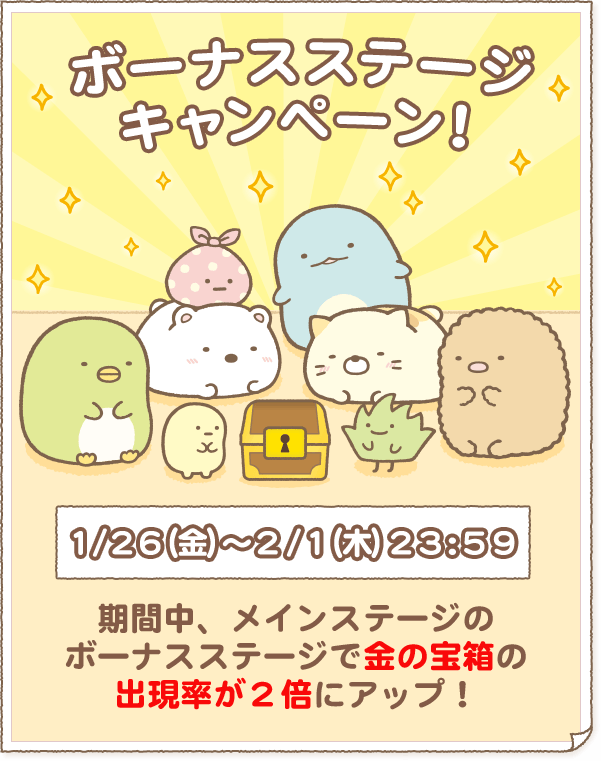 ボーナスステージ
キャンペーン!
1/26(金)～2/1(木)23:59
期間中、メインステージの
ボーナスステージで金の宝箱の
出現率が2倍にアップ!